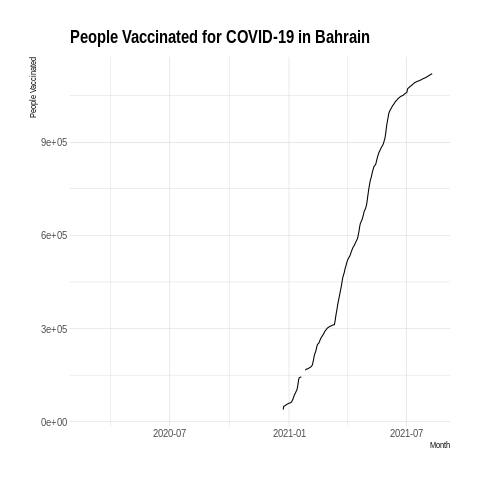 People Vaccinated for COVID-19 in Bahrain
People Vaccinated
9e+05
6e+05
3e+05
0e+00
2020-07
2021-01
2021-07
Month